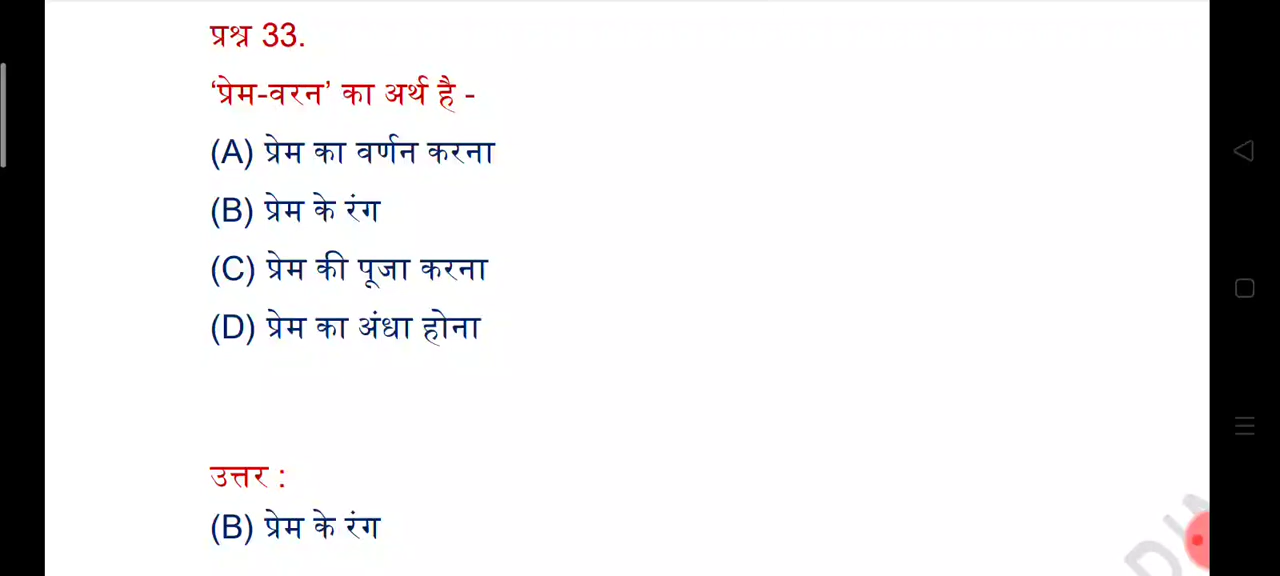 प्रश्न 33.
‘प्रेम-वरन’ का अर्थ है -
(A) प्रेम का वर्णन करना
(B) प्रेम के रंग
(C) प्रेम की पूजा करना
(D) प्रेम का अंधा होना
उत्तर :
(B) प्रेम के रंग